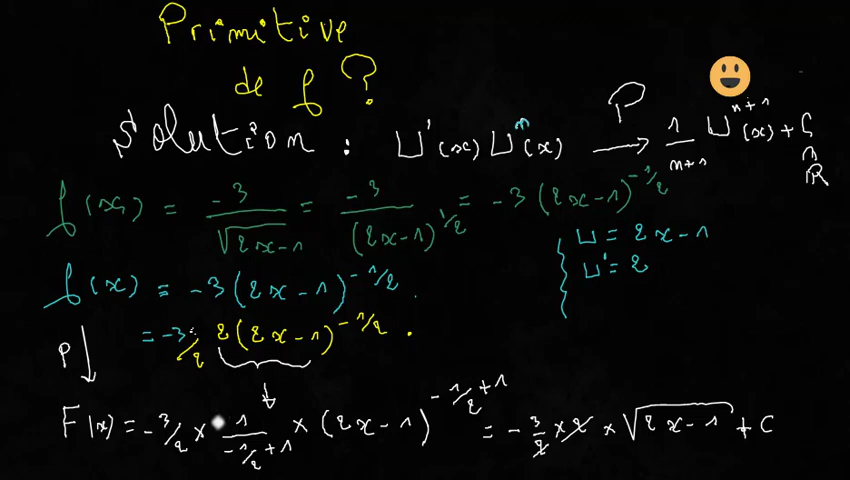 Primitive
de f ?
Solution : U'(x) U^n(x) ⟶ᴾ 1/(n+1) U^(n+1)(x) + C
∩
ℝ
f(x) = -3/√(2x-1) = -3/(2x-1)^(1/2) = -3(2x-1)^(-1/2)
U = 2x-1
U' = 2
f(x) = -3(2x-1)^(-1/2) .
= -3/2 2(2x-1)^(-1/2) .
P ↓
F(x) = -3/2 × 1/(-1/2+1) × (2x-1)^(-1/2+1) = -3/2 × 2 × √(2x-1) + C